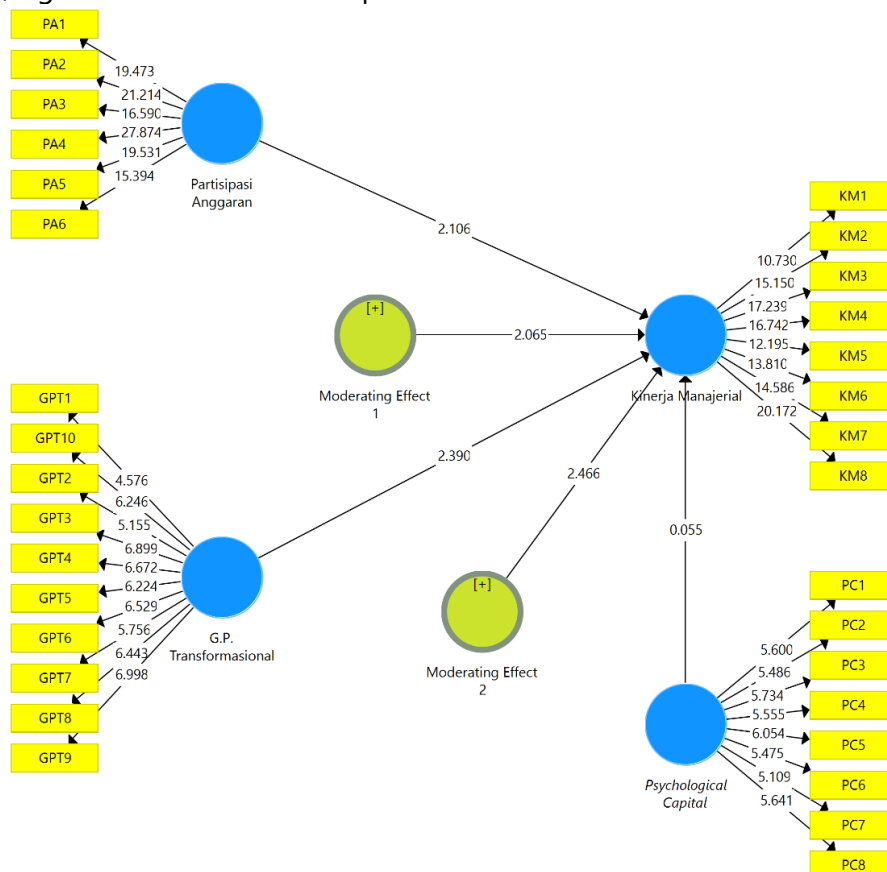 PA1
PA2
PA3
PA4
PA5
PA6
19.473
21.214
16.590
27.874
19.531
15.394
Partisipasi
Anggaran
2.106
[+]
Moderating Effect
1
2.065
KM1
KM2
KM3
KM4
KM5
KM6
KM7
KM8
10.730
15.150
17.239
16.742
12.195
13.810
14.586
20.172
Kinerja Manajerial
GPT1
GPT10
GPT2
GPT3
GPT4
GPT5
GPT6
GPT7
GPT8
GPT9
4.576
6.246
5.155
6.899
6.672
6.224
6.529
5.756
6.443
6.998
G.P.
Transformasional
2.390
2.466
[+]
Moderating Effect
2
0.055
PC1
PC2
PC3
PC4
PC5
PC6
PC7
PC8
5.600
5.486
5.734
5.555
6.054
5.475
5.109
5.641
Psychological
Capital